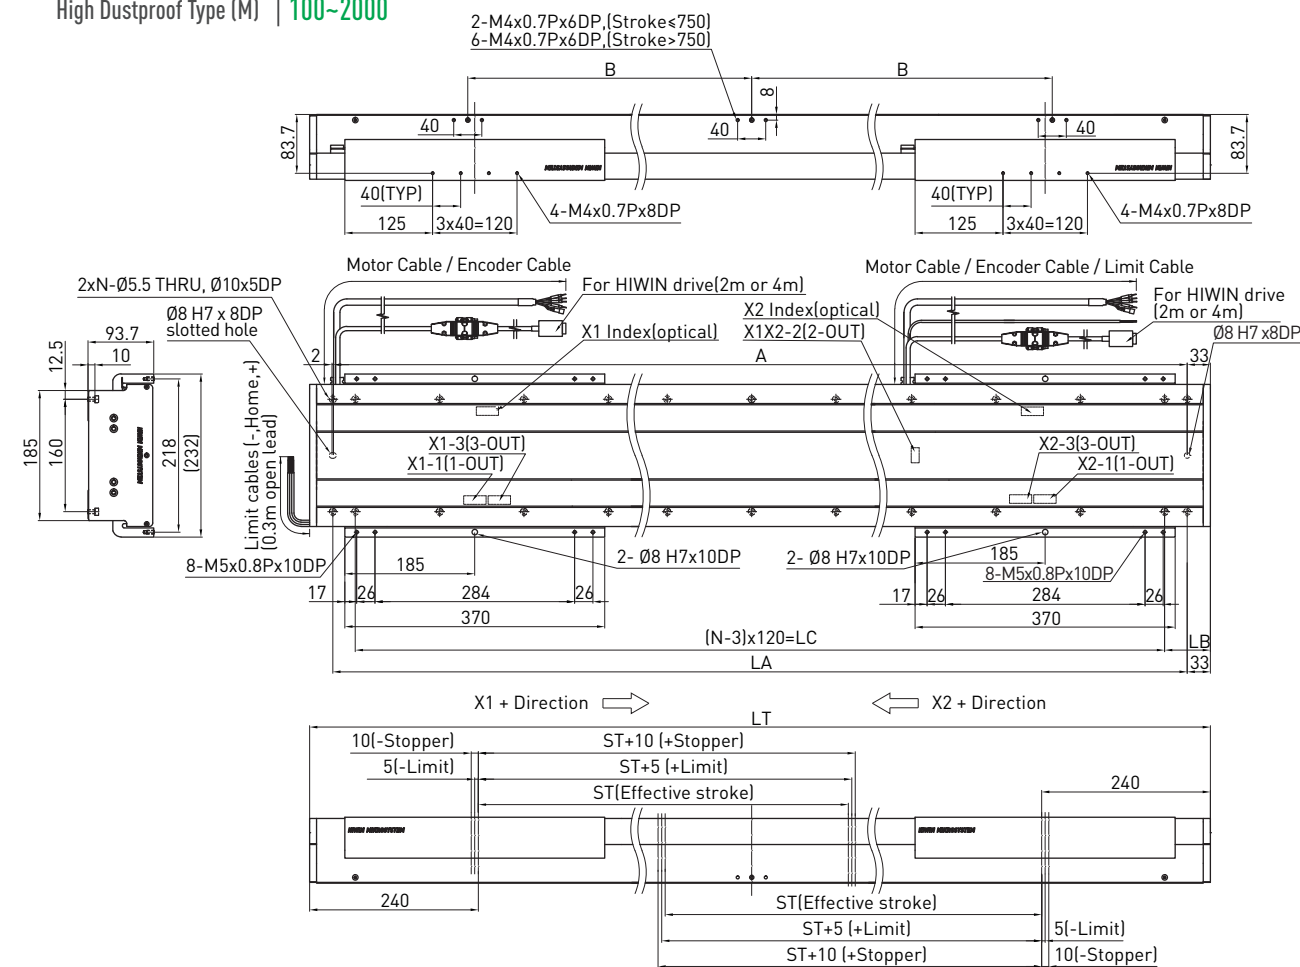 High Dustproof Type (M) | 100~2000
2-M4x0.7Px6DP,(Stroke≤750)
6-M4x0.7Px6DP,(Stroke>750)
B
B
8
40
40
40
83.7
83.7
40(TYP)
4-M4x0.7Px8DP
125
3x40=120
40(TYP)
4-M4x0.7Px8DP
125
3x40=120
Motor Cable / Encoder Cable
Motor Cable / Encoder Cable / Limit Cable
2xN-Ø5.5 THRU, Ø10x5DP
For HIWIN drive(2m or 4m)
For HIWIN drive
(2m or 4m)
Ø8 H7 x 8DP
slotted hole
X1 Index(optical)
X2 Index(optical)
X1X2-2(2-OUT)
Ø8 H7 x8DP
93.7
10
12.5
2
A
33
185
160
218
(232)
Limit cables(-,Home,+)
(0.3m open lead)
X1-3(3-OUT)
X1-1(1-OUT)
X2-3(3-OUT)
X2-1(1-OUT)
8-M5x0.8Px10DP
185
2- Ø8 H7x10DP
2- Ø8 H7x10DP
185
8-M5x0.8Px10DP
17
26
284
26
17
26
284
26
370
370
(N-3)x120=LC
LB
LA
33
X1 + Direction
X2 + Direction
LT
10(-Stopper)
ST+10 (+Stopper)
5(-Limit)
ST+5 (+Limit)
ST(Effective stroke)
240
HIWIN MIKROSYSTEM
HIWIN MIKROSYSTEM
240
ST(Effective stroke)
ST+5 (+Limit)
5(-Limit)
ST+10 (+Stopper)
10(-Stopper)